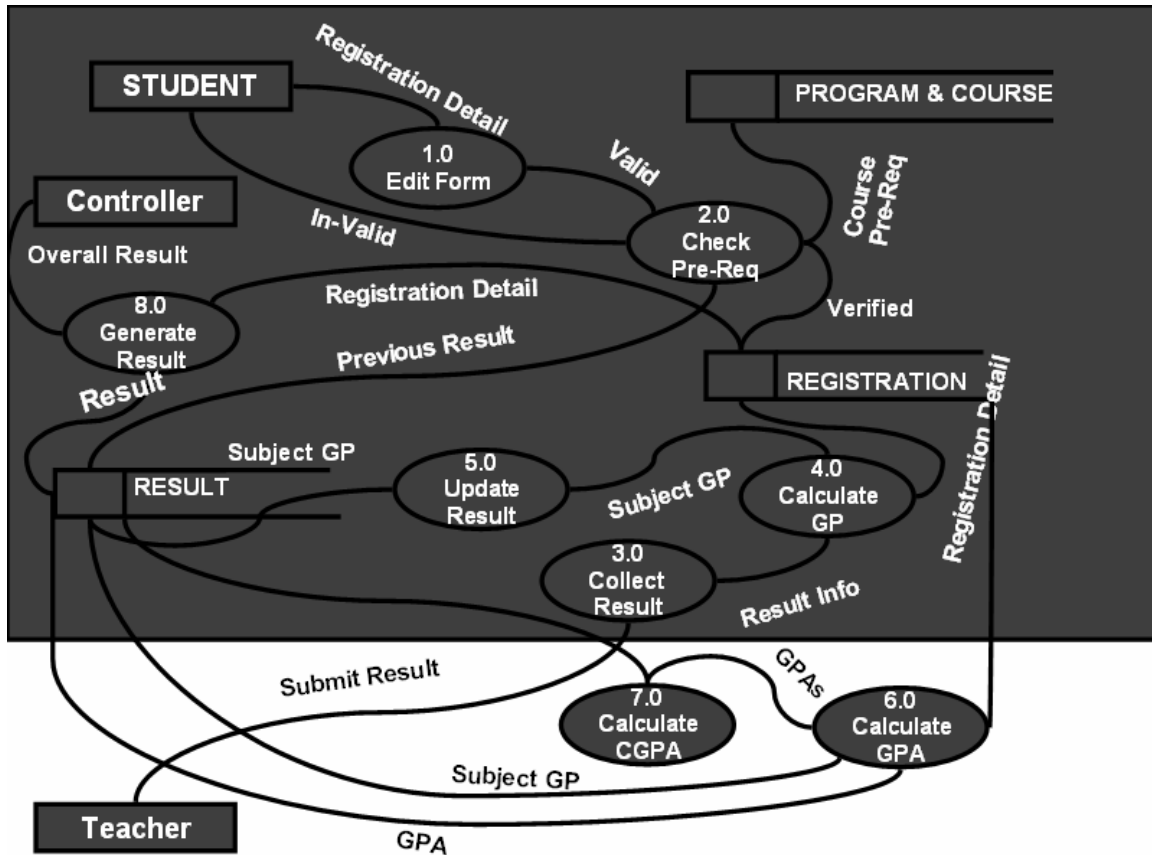 Registration Detail
STUDENT
PROGRAM & COURSE
1.0
Edit Form
Valid
Course
Pre-Req
Controller
In-Valid
2.0
Check
Pre-Req
Overall Result
Registration Detail
Verified
8.0
Generate
Result
Previous Result
Result
REGISTRATION
Registration Detail
Subject GP
RESULT
5.0
Update
Result
Subject GP
4.0
Calculate
GP
3.0
Collect
Result
Result Info
Submit Result
GPAs
7.0
Calculate
CGPA
6.0
Calculate
GPA
Subject GP
Teacher
GPA